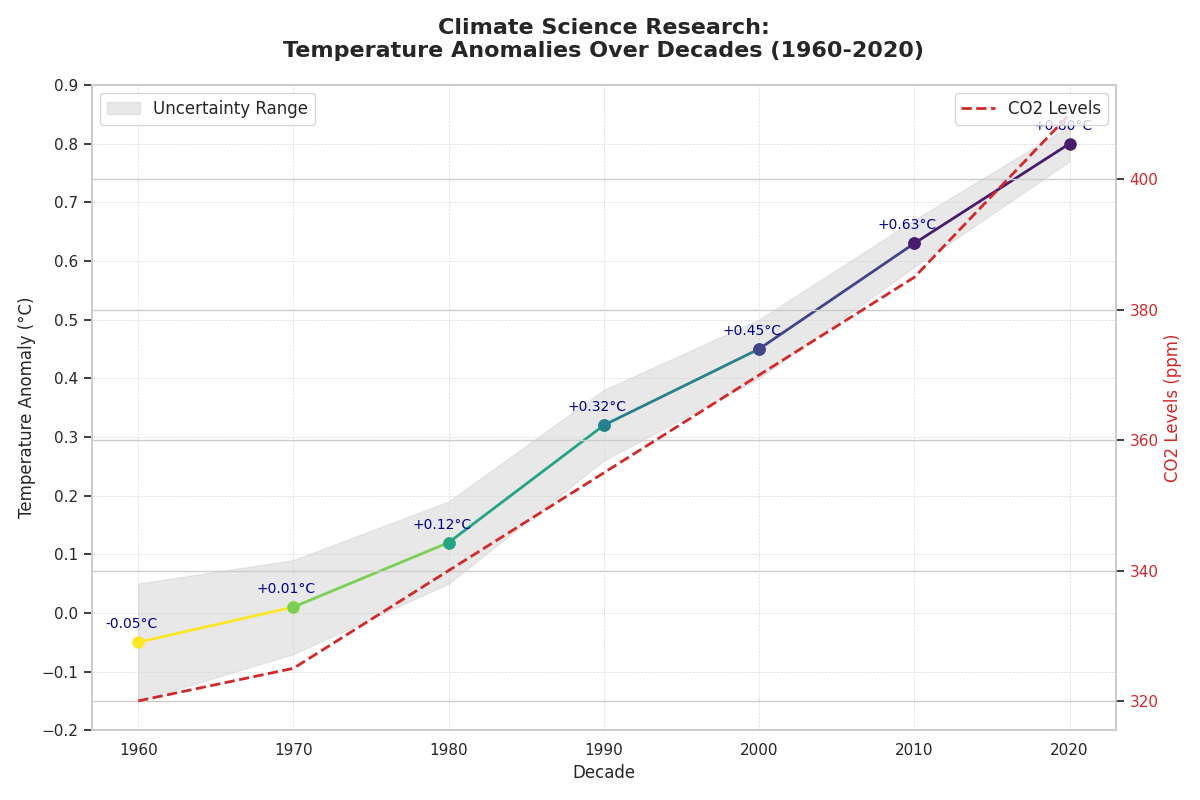 Climate Science Research:
Temperature Anomalies Over Decades (1960-2020)
Uncertainty Range
CO2 Levels
Temperature Anomaly (°C)
0.9
0.8
0.7
0.6
0.5
0.4
0.3
0.2
0.1
0.0
−0.1
−0.2
-0.05°C
+0.01°C
+0.12°C
+0.32°C
+0.45°C
+0.63°C
+0.80°C
400
380
360
340
320
CO2 Levels (ppm)
1960
1970
1980
1990
2000
2010
2020
Decade